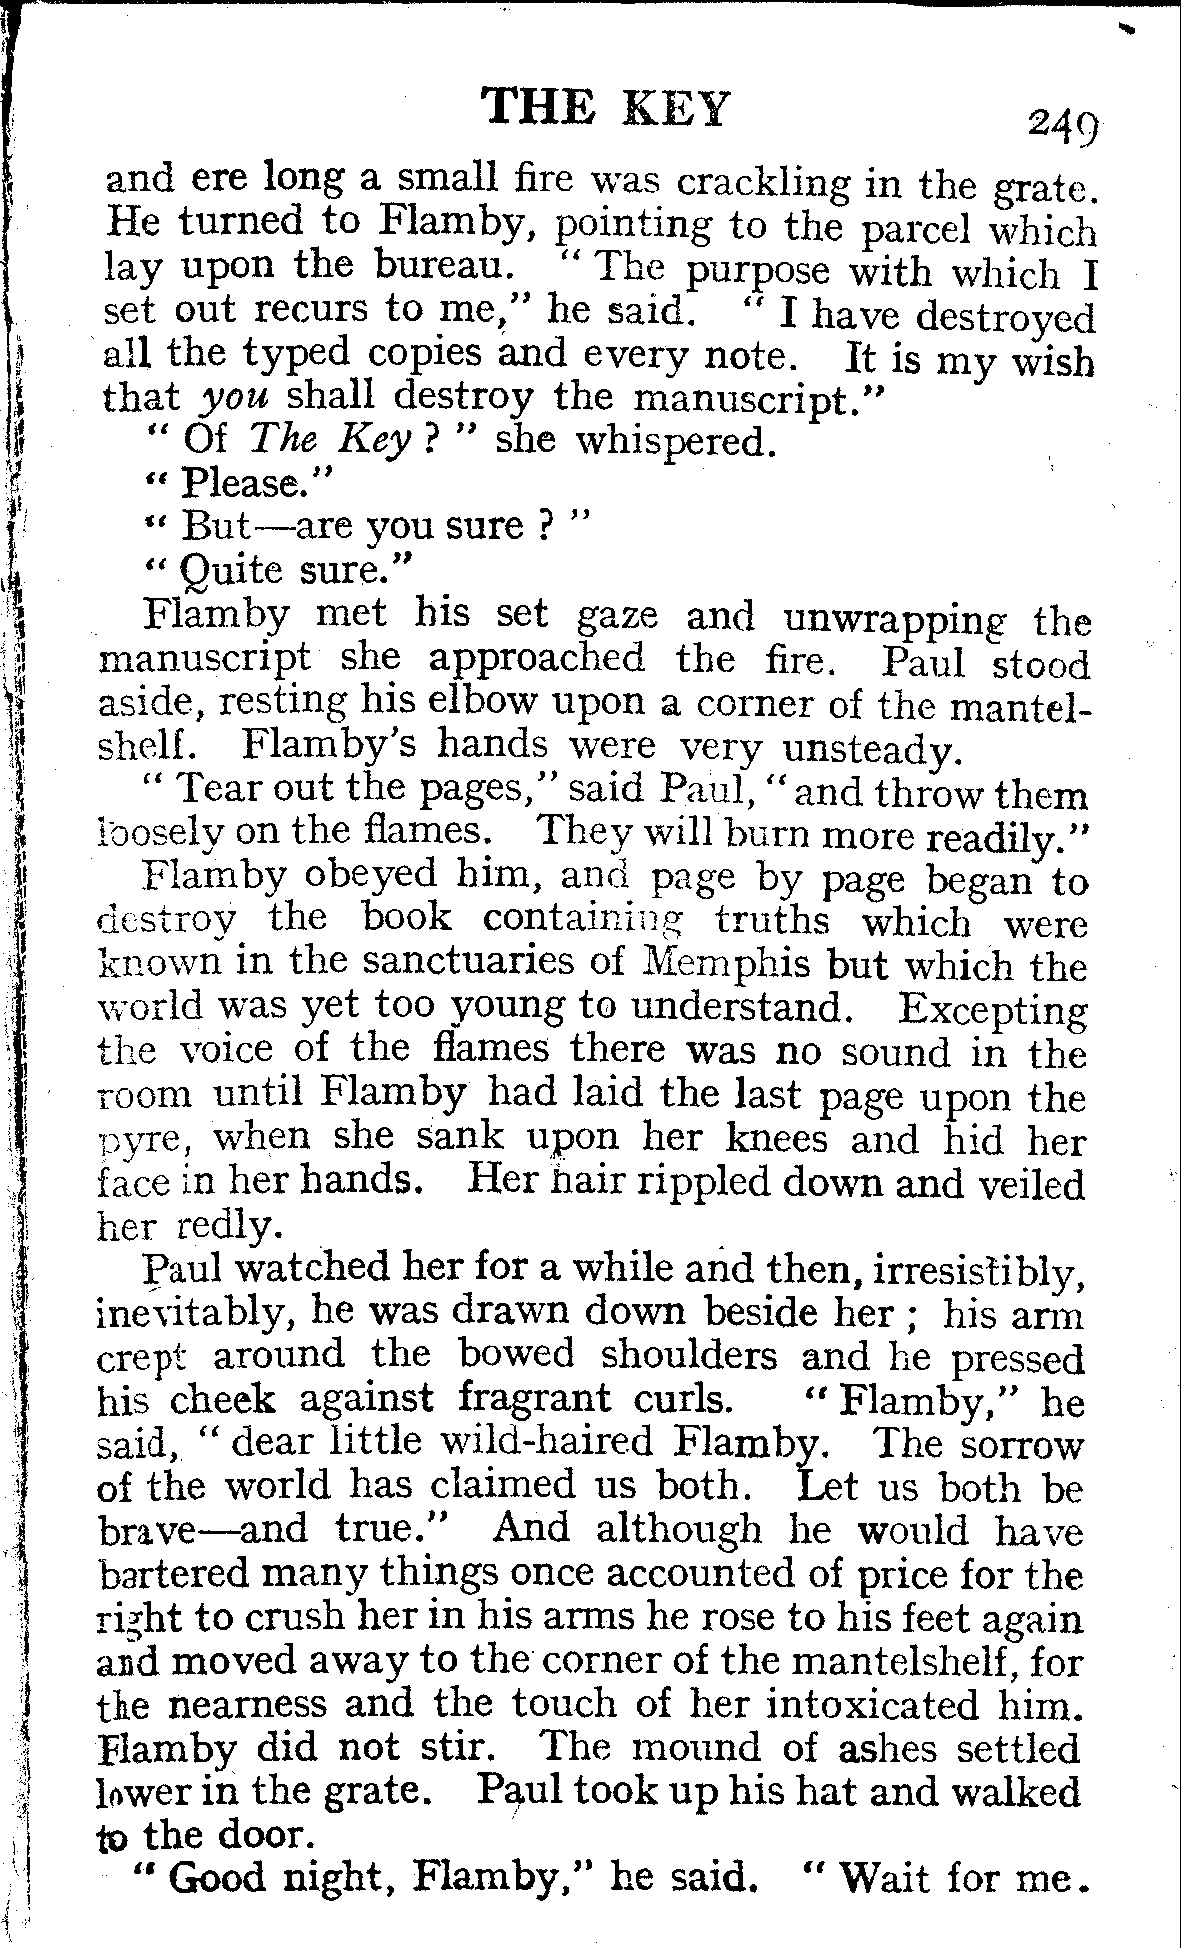 THE KEY 249
and ere long a small fire was crackling in the grate.
He turned to Flamby, pointing to the parcel which
lay upon the bureau. “ The purpose with which I
set out recurs to me,” he said. “ I have destroyed
all the typed copies and every note. It is my wish
that you shall destroy the manuscript.”
“ Of The Key ? ” she whispered.
“ Please.”
“ But—are you sure ? ”
“ Quite sure.”
Flamby met his set gaze and unwrapping the
manuscript she approached the fire. Paul stood
aside, resting his elbow upon a corner of the mantel-
shelf. Flamby’s hands were very unsteady.
“ Tear out the pages,” said Paul, “ and throw them
loosely on the flames. They will burn more readily.”
Flamby obeyed him, and page by page began to
destroy the book containing truths which were
known in the sanctuaries of Memphis but which the
world was yet too young to understand. Excepting
the voice of the flames there was no sound in the
room until Flamby had laid the last page upon the
pyre, when she sank upon her knees and hid her
face in her hands. Her hair rippled down and veiled
her redly.
Paul watched her for a while and then, irresistibly,
inevitably, he was drawn down beside her ; his arm
crept around the bowed shoulders and he pressed
his cheek against fragrant curls. “ Flamby,” he
said, “ dear little wild-haired Flamby. The sorrow
of the world has claimed us both. Let us both be
brave—and true.” And although he would have
bartered many things once accounted of price for the
right to crush her in his arms he rose to his feet again
and moved away to the corner of the mantelshelf, for
the nearness and the touch of her intoxicated him.
Flamby did not stir. The mound of ashes settled
lower in the grate. Paul took up his hat and walked
to the door.
“ Good night, Flamby,” he said. “ Wait for me.